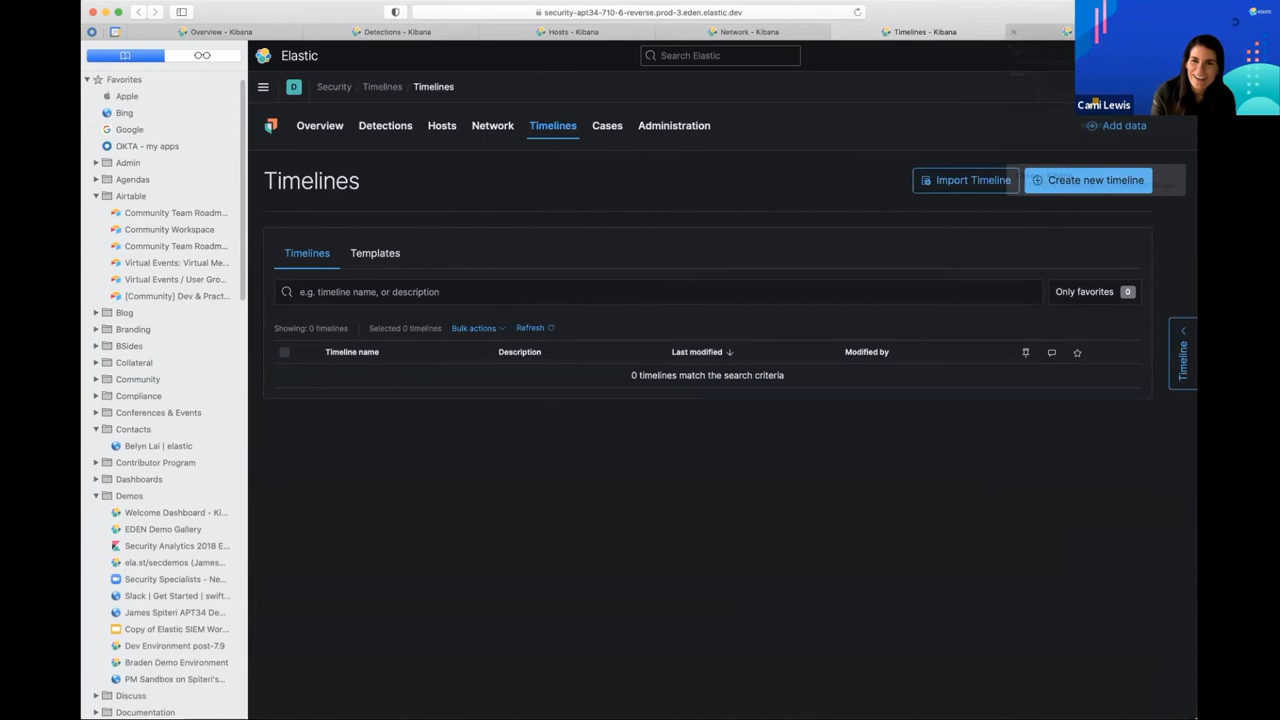 security-apt34-710-6-reverse.prod-3.eden.elastic.dev
Overview - Kibana
Detections - Kibana
Hosts - Kibana
Network - Kibana
Timelines - Kibana
elastic
Cami Lewis
Favorites
Apple
Bing
Google
OKTA - my apps
Admin
Agendas
Airtable
Community Team Roadm...
Community Workspace
Community Team Roadm...
Virtual Events: Virtual Me...
Virtual Events / User Gro...
[Community] Dev & Pract...
Blog
Branding
BSides
Collateral
Community
Compliance
Conferences & Events
Contacts
Belyn Lai | elastic
Contributor Program
Dashboards
Demos
Welcome Dashboard - Ki...
EDEN Demo Gallery
Security Analytics 2018 E...
ela.st/secdemos (James...
Security Specialists - Ne...
Slack | Get Started | swift...
James Spiteri APT34 De...
Copy of Elastic SIEM Wor...
Dev Environment post-7.9
Braden Demo Environment
PM Sandbox on Spiteri's...
Discuss
Documentation
Elastic
Search Elastic
D
Security
Timelines
Timelines
Overview
Detections
Hosts
Network
Timelines
Cases
Administration
Add data
Timelines
Import Timeline
Create new timeline
Timelines
Templates
e.g. timeline name, or description
Only favorites 0
Showing: 0 timelines
Selected 0 timelines
Bulk actions
Refresh
Timeline name
Description
Last modified
Modified by
0 timelines match the search criteria
Timeline